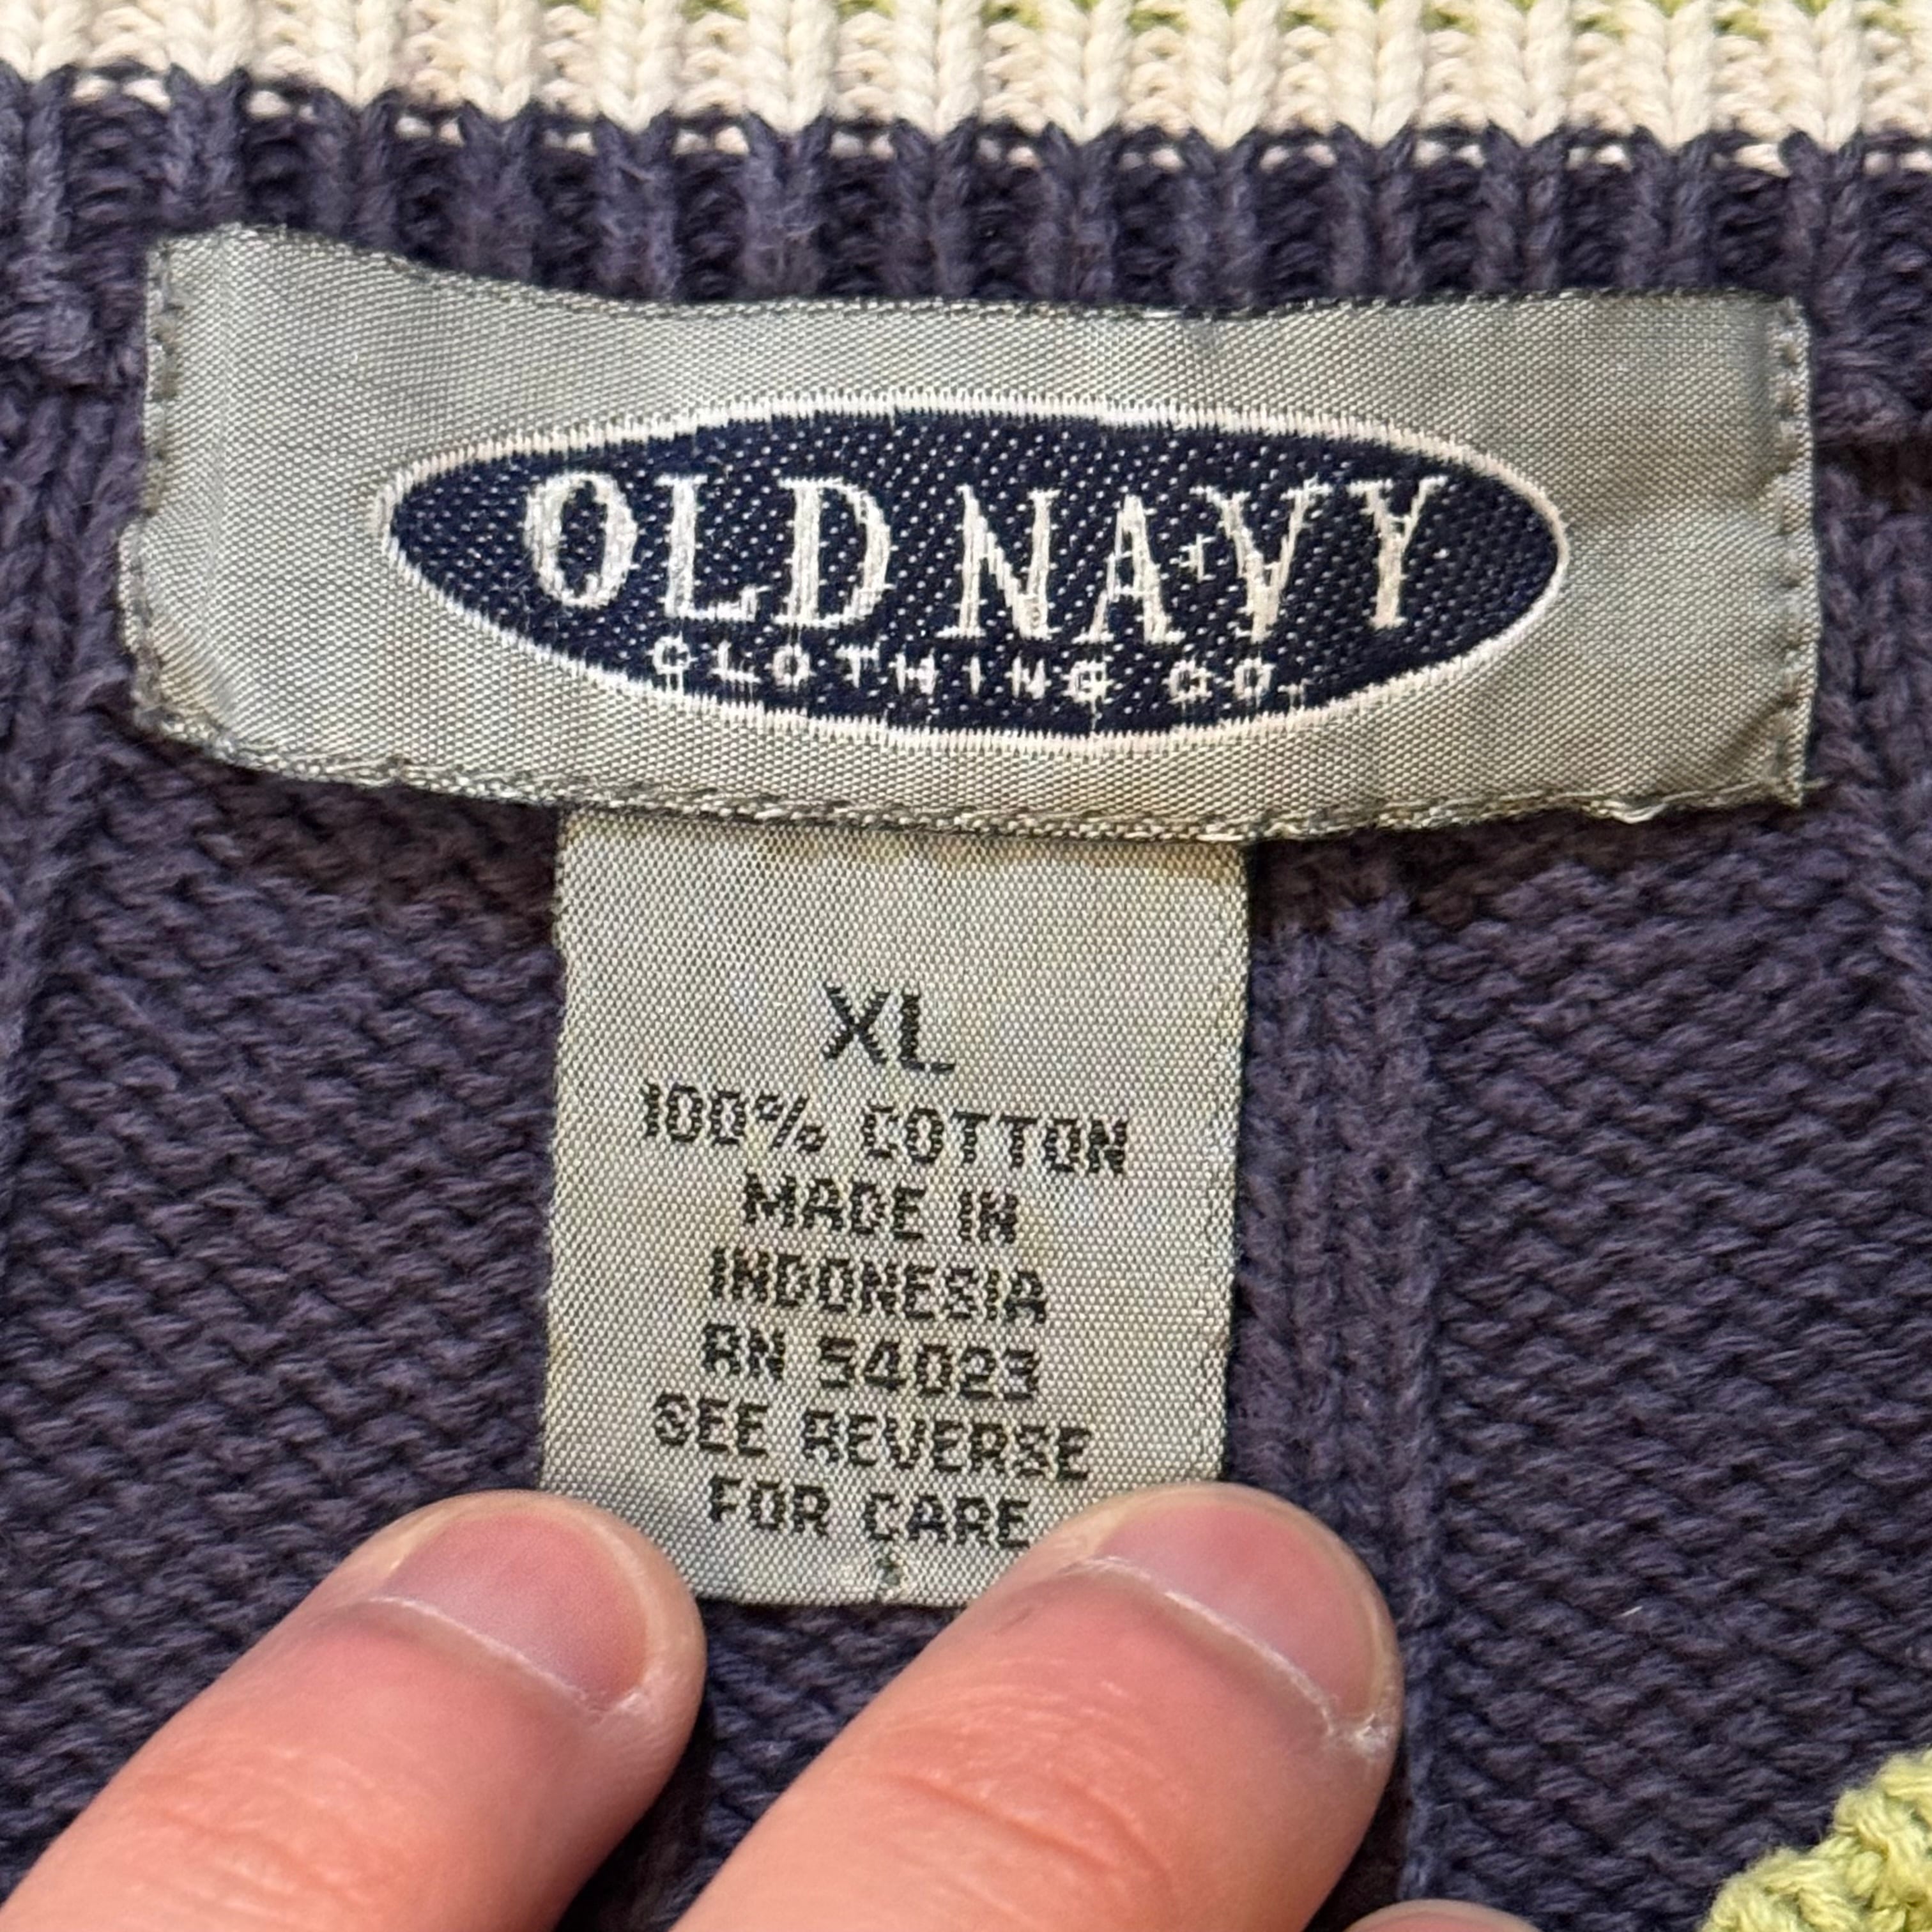 OLD NAVY
CLOTHING CO.
XL
100% COTTON
MADE IN
INDONESIA
RN 54023
SEE REVERSE
FOR CARE